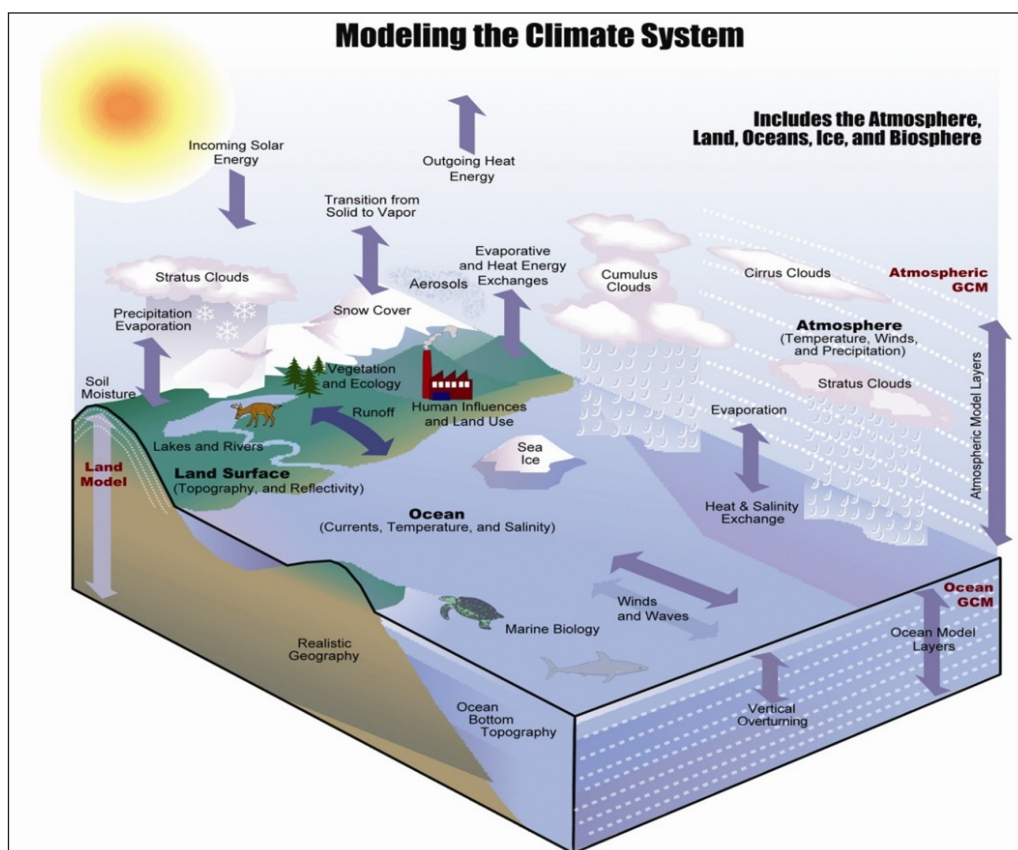 Modeling the Climate System
Includes the Atmosphere,
Land, Oceans, Ice, and Biosphere
Incoming Solar
Energy
Outgoing Heat
Energy
Transition from
Solid to Vapor
Evaporative
and Heat Energy
Exchanges
Stratus Clouds
Aerosols
Cumulus
Clouds
Cirrus Clouds
Atmospheric
GCM
Precipitation
Evaporation
Snow Cover
Atmosphere
(Temperature, Winds,
and Precipitation)
Soil
Moisture
Vegetation
and Ecology
Stratus Clouds
Atmospheric Model Layers
Runoff
Human Influences
and Land Use
Evaporation
Lakes and Rivers
Sea
Ice
Land
Model
Land Surface
(Topography, and Reflectivity)
Heat & Salinity
Exchange
Ocean
(Currents, Temperature, and Salinity)
Ocean
GCM
Winds
and Waves
Marine Biology
Ocean Model
Layers
Realistic
Geography
Vertical
Overturning
Ocean
Bottom
Topography